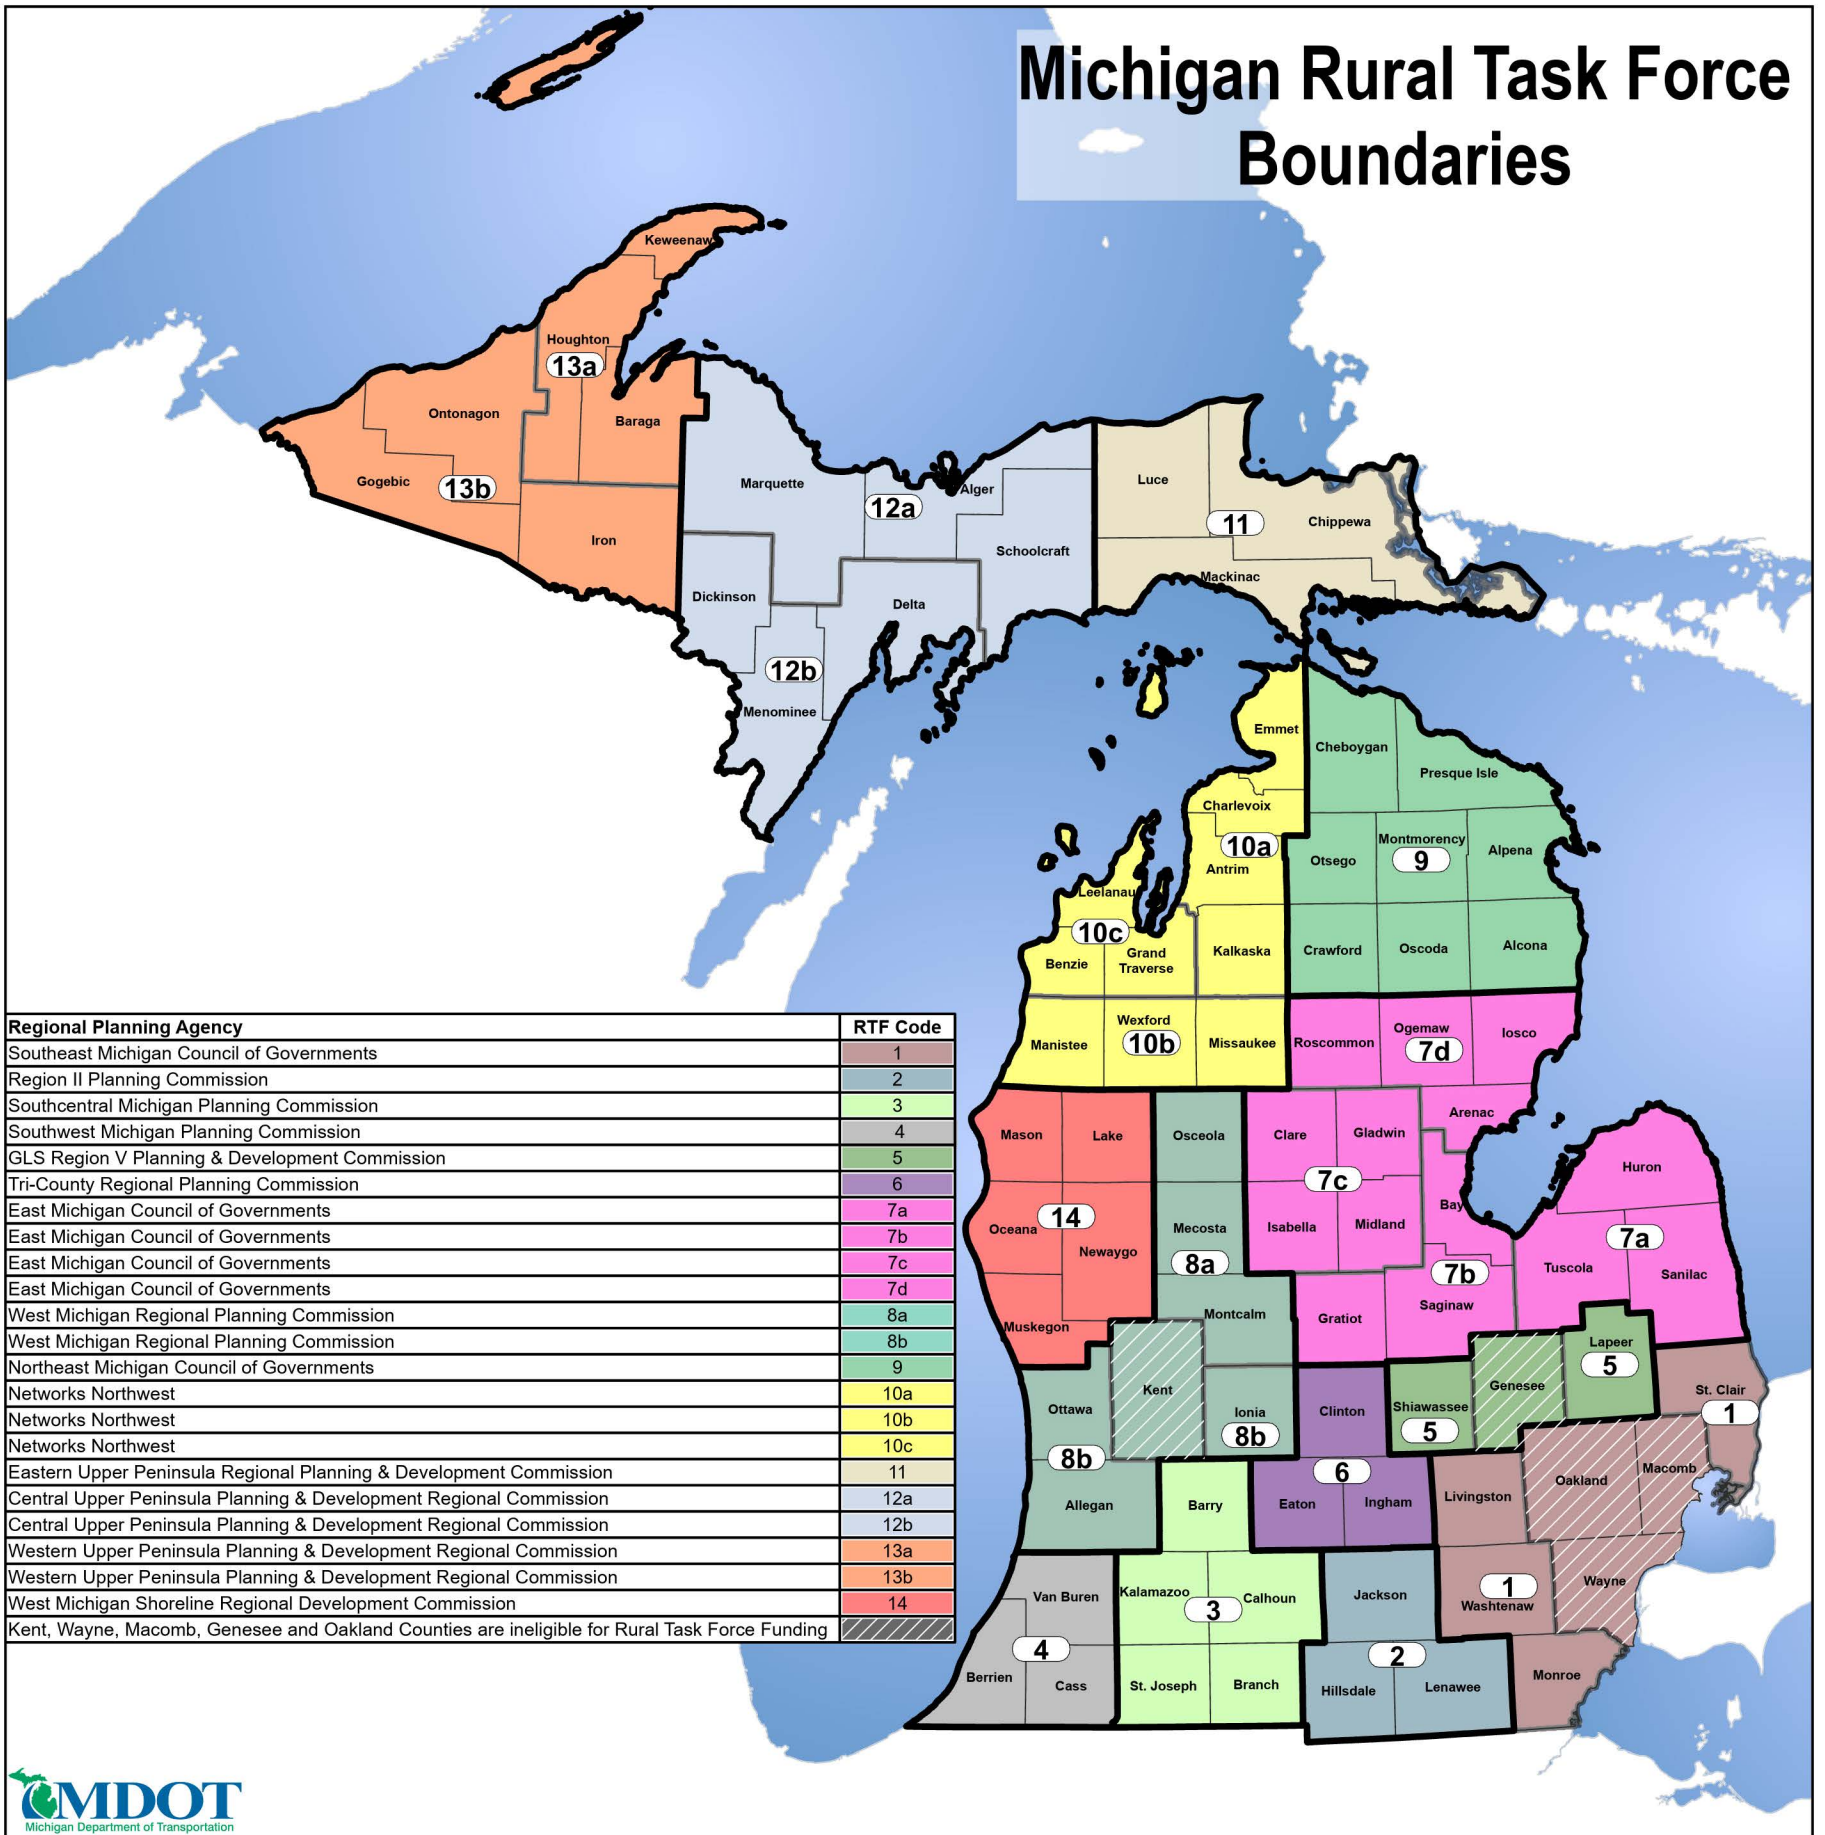 Michigan Rural Task Force
Boundaries
Keweenaw
Houghton
13a
Ontonagon
Baraga
Gogebic
13b
Iron
Marquette
12a
Alger
Schoolcraft
Dickinson
Delta
12b
Menominee
Luce
11
Chippewa
Mackinac
Emmet
Cheboygan
Presque Isle
Charlevoix
10a
Antrim
Otsego
Montmorency
9
Alpena
Leelanau
10c
Benzie
Grand
Traverse
Kalkaska
Crawford
Oscoda
Alcona
Manistee
Wexford
10b
Missaukee
Roscommon
Ogemaw
7d
Iosco
Mason
Lake
Osceola
Clare
Gladwin
Arenac
Huron
7c
Oceana
14
Newaygo
Mecosta
8a
Isabella
Midland
Bay
7a
7b
Tuscola
Sanilac
Muskegon
Montcalm
Gratiot
Saginaw
Lapeer
5
Ottawa
Kent
Ionia
8b
Clinton
Shiawassee
5
Genesee
St. Clair
1
8b
Allegan
Barry
6
Eaton
Ingham
Livingston
Oakland
Macomb
Van Buren
Kalamazoo
3
Calhoun
Jackson
1
Washtenaw
Wayne
4
Berrien
Cass
St. Joseph
Branch
2
Hillsdale
Lenawee
Monroe
Regional Planning Agency RTF Code
Southeast Michigan Council of Governments 1
Region II Planning Commission 2
Southcentral Michigan Planning Commission 3
Southwest Michigan Planning Commission 4
GLS Region V Planning & Development Commission 5
Tri-County Regional Planning Commission 6
East Michigan Council of Governments 7a
East Michigan Council of Governments 7b
East Michigan Council of Governments 7c
East Michigan Council of Governments 7d
West Michigan Regional Planning Commission 8a
West Michigan Regional Planning Commission 8b
Northeast Michigan Council of Governments 9
Networks Northwest 10a
Networks Northwest 10b
Networks Northwest 10c
Eastern Upper Peninsula Regional Planning & Development Commission 11
Central Upper Peninsula Planning & Development Regional Commission 12a
Central Upper Peninsula Planning & Development Regional Commission 12b
Western Upper Peninsula Planning & Development Regional Commission 13a
Western Upper Peninsula Planning & Development Regional Commission 13b
West Michigan Shoreline Regional Development Commission 14
Kent, Wayne, Macomb, Genesee and Oakland Counties are ineligible for Rural Task Force Funding
MDOT
Michigan Department of Transportation